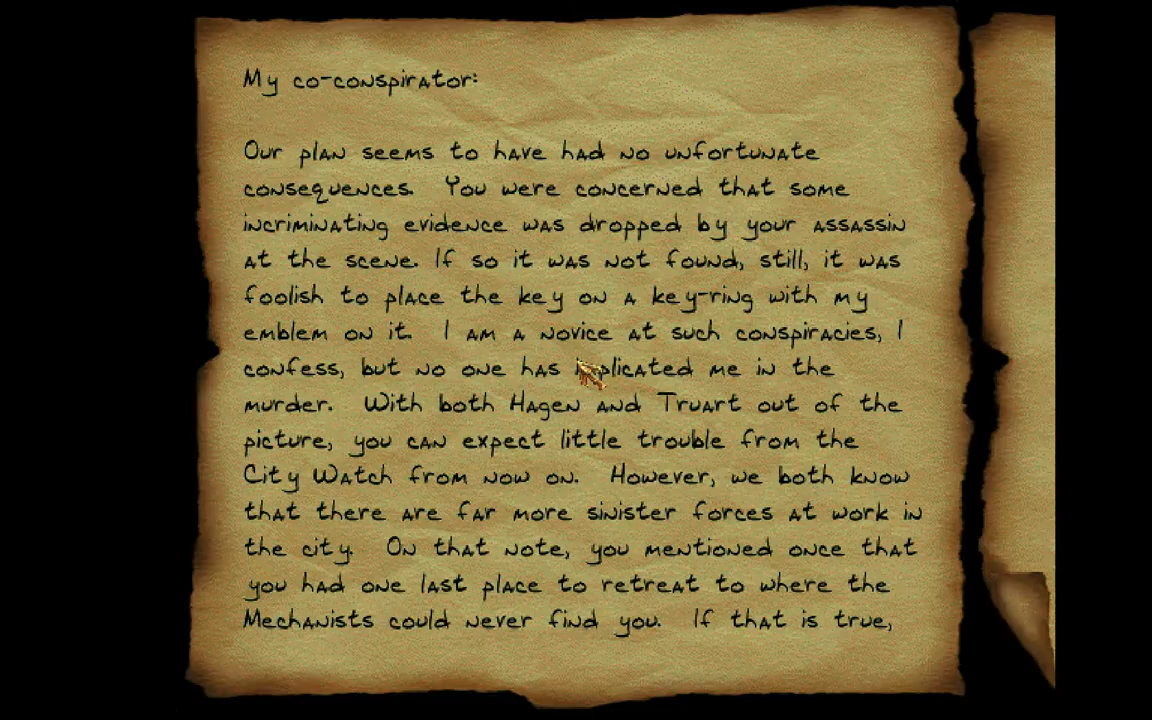 My co-conspirator:
Our plan seems to have had no unfortunate
consequences. You were concerned that some
incriminating evidence was dropped by your assassin
at the scene. If so it was not found, still, it was
foolish to place the key on a key-ring with my
emblem on it. I am a novice at such conspiracies, I
confess, but no one has implicated me in the
murder. With both Hagen and Truart out of the
picture, you can expect little trouble from the
City Watch from now on. However, we both know
that there are far more sinister forces at work in
the city. On that note, you mentioned once that
you had one last place to retreat to where the
Mechanists could never find you. If that is true,